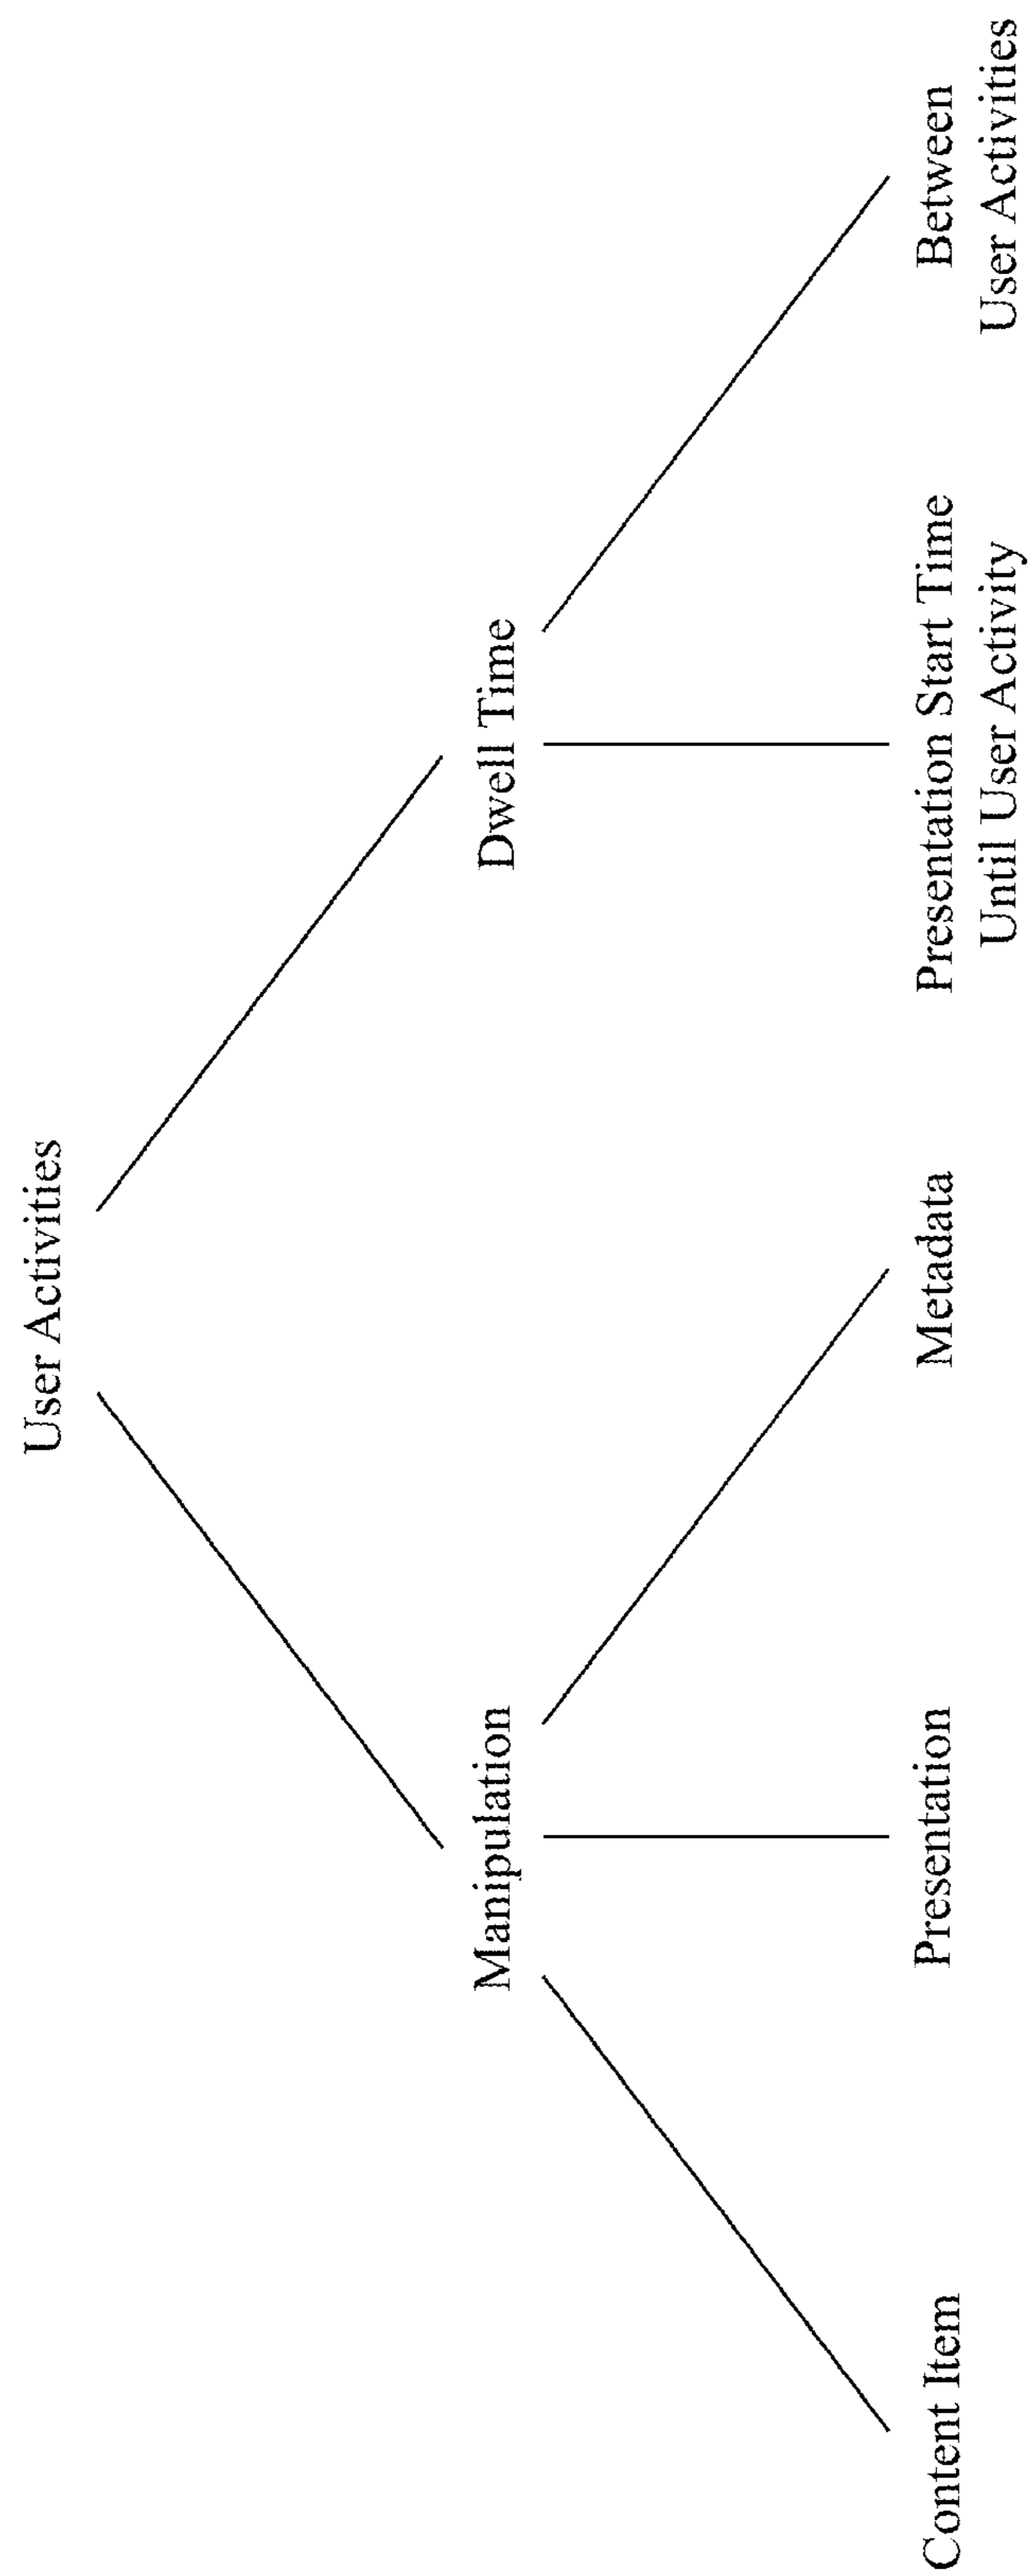 User Activities
Manipulation
Dwell Time
Content Item
Presentation
Metadata
Presentation Start Time
Until User Activity
Between
User Activities